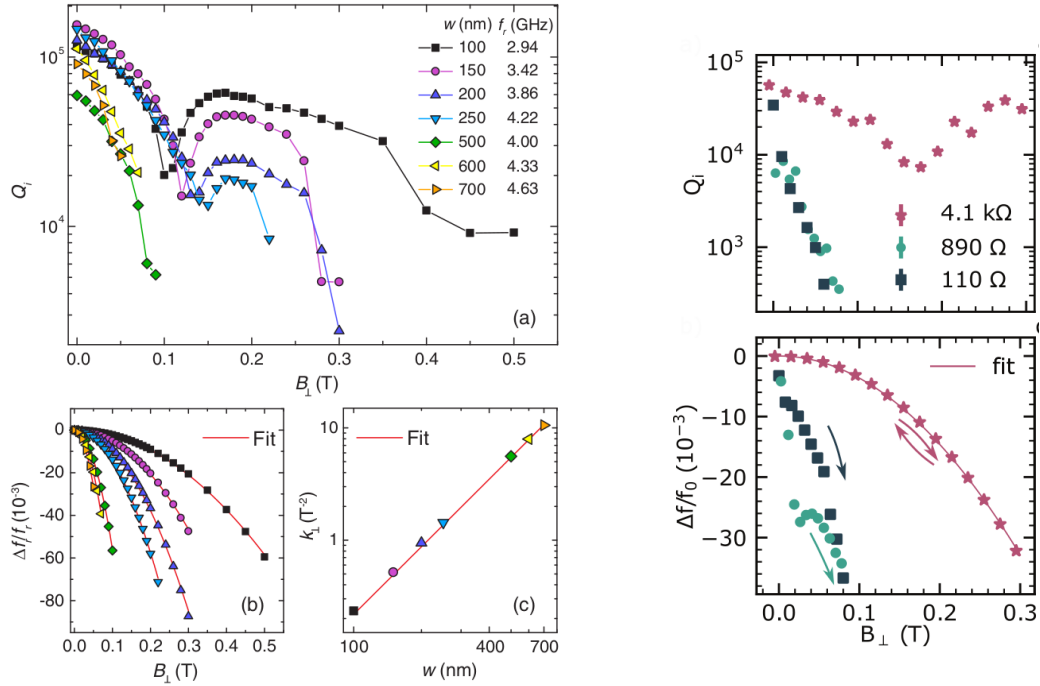 w (nm) f_r (GHz)
100 2.94
150 3.42
200 3.86
250 4.22
500 4.00
600 4.33
700 4.63
10^5
10^4
Q_i
(a)
0.0 0.1 0.2 0.3 0.4 0.5
B_⊥ (T)
0
-20
-40
-60
-80
Δf/f_r (10^-3)
Fit
(b)
0.0 0.1 0.2 0.3 0.4 0.5
B_⊥ (T)
10
1
k_⊥ (T^-2)
Fit
(c)
100 400 700
w (nm)
10^5
10^4
10^3
Q_i
4.1 kΩ
890 Ω
110 Ω
0
−10
−20
−30
Δf/f_0 (10^-3)
fit
0.0 0.1 0.2 0.3
B_⊥ (T)